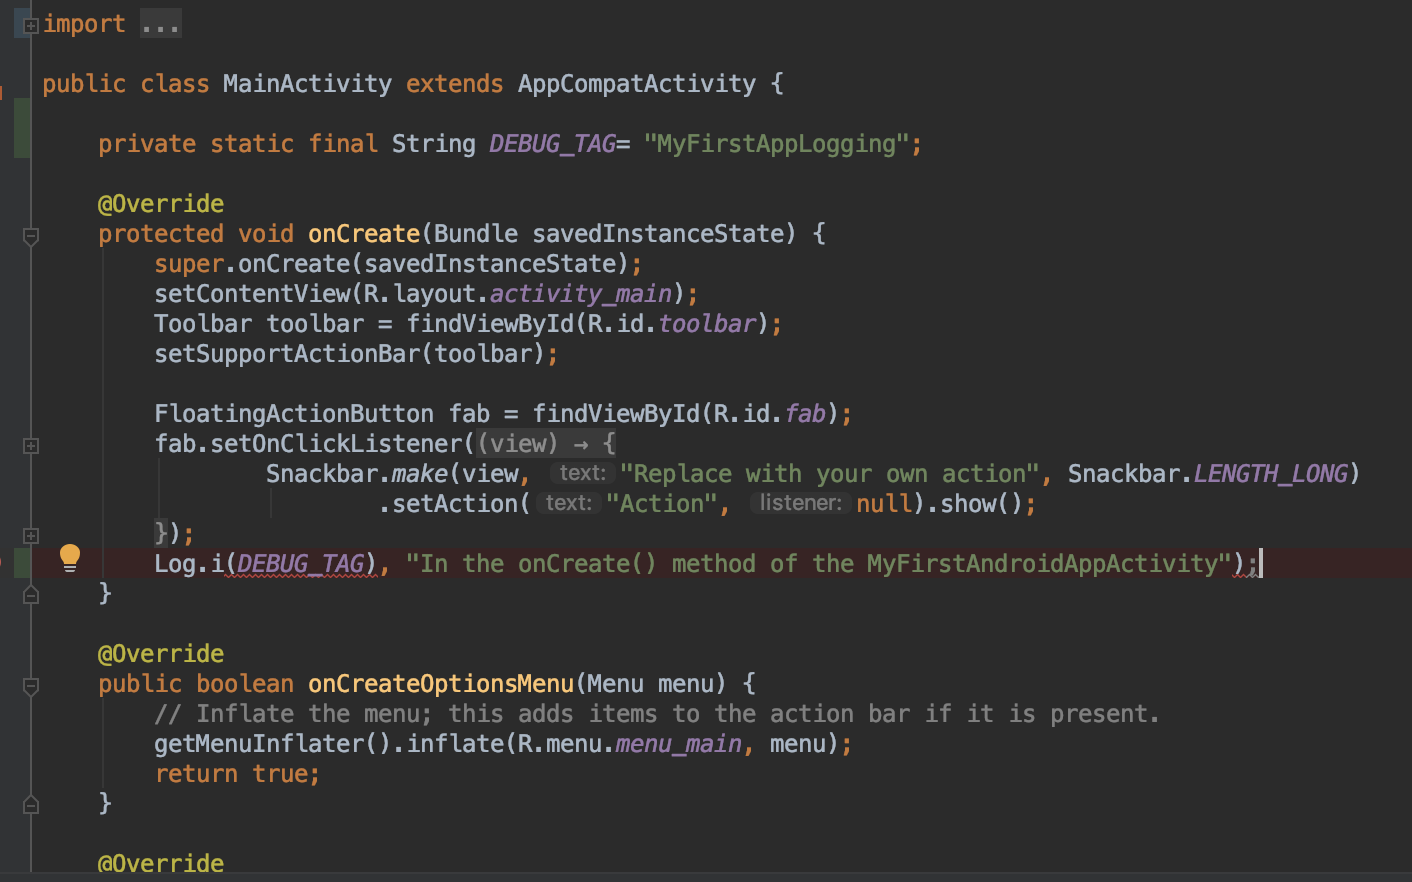 import ...
public class MainActivity extends AppCompatActivity {
private static final String DEBUG_TAG= "MyFirstAppLogging";
@Override
protected void onCreate(Bundle savedInstanceState) {
super.onCreate(savedInstanceState);
setContentView(R.layout.activity_main);
Toolbar toolbar = findViewById(R.id.toolbar);
setSupportActionBar(toolbar);
FloatingActionButton fab = findViewById(R.id.fab);
fab.setOnClickListener((view) → {
Snackbar.make(view, text: "Replace with your own action", Snackbar.LENGTH_LONG)
.setAction( text: "Action", listener: null).show();
});
Log.i(DEBUG_TAG), "In the onCreate() method of the MyFirstAndroidAppActivity");
}
@Override
public boolean onCreateOptionsMenu(Menu menu) {
// Inflate the menu; this adds items to the action bar if it is present.
getMenuInflater().inflate(R.menu.menu_main, menu);
return true;
}
@Override